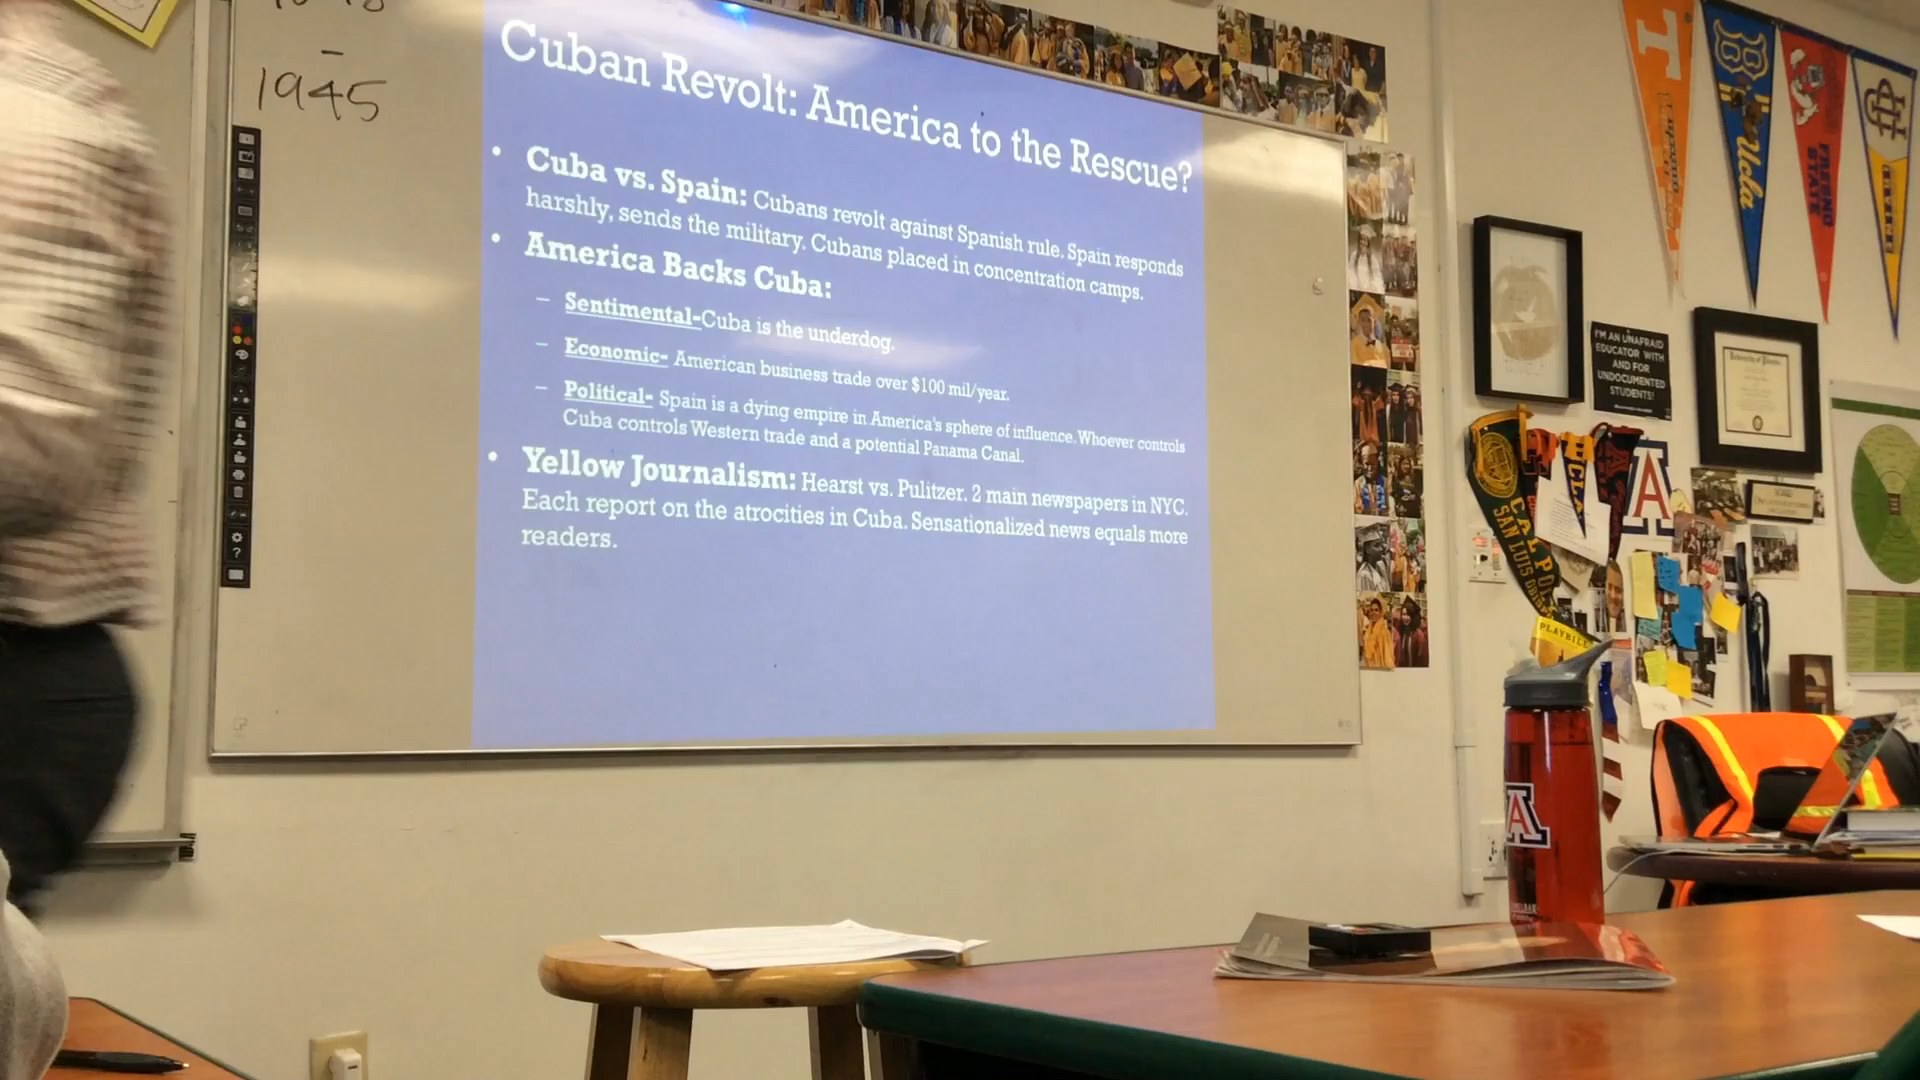 1945
Cuban Revolt: America to the Rescue?
• Cuba vs. Spain: Cubans revolt against Spanish rule. Spain responds
harshly, sends the military. Cubans placed in concentration camps.
• America Backs Cuba:
– Sentimental-Cuba is the underdog.
– Economic- American business trade over $100 mil/year.
– Political- Spain is a dying empire in America's sphere of influence. Whoever controls
Cuba controls Western trade and a potential Panama Canal.
• Yellow Journalism: Hearst vs. Pulitzer. 2 main newspapers in NYC.
Each report on the atrocities in Cuba. Sensationalized news equals more
readers.
T
B
Ucla
FRESNO
STATE
IRVINE
I'M AN UNAFRAID
EDUCATOR WITH
AND FOR
UNDOCUMENTED
STUDENTS!
CAL POLY
SAN LUIS OBISPO
UCLA
A
A
PLAYBILL
A
?